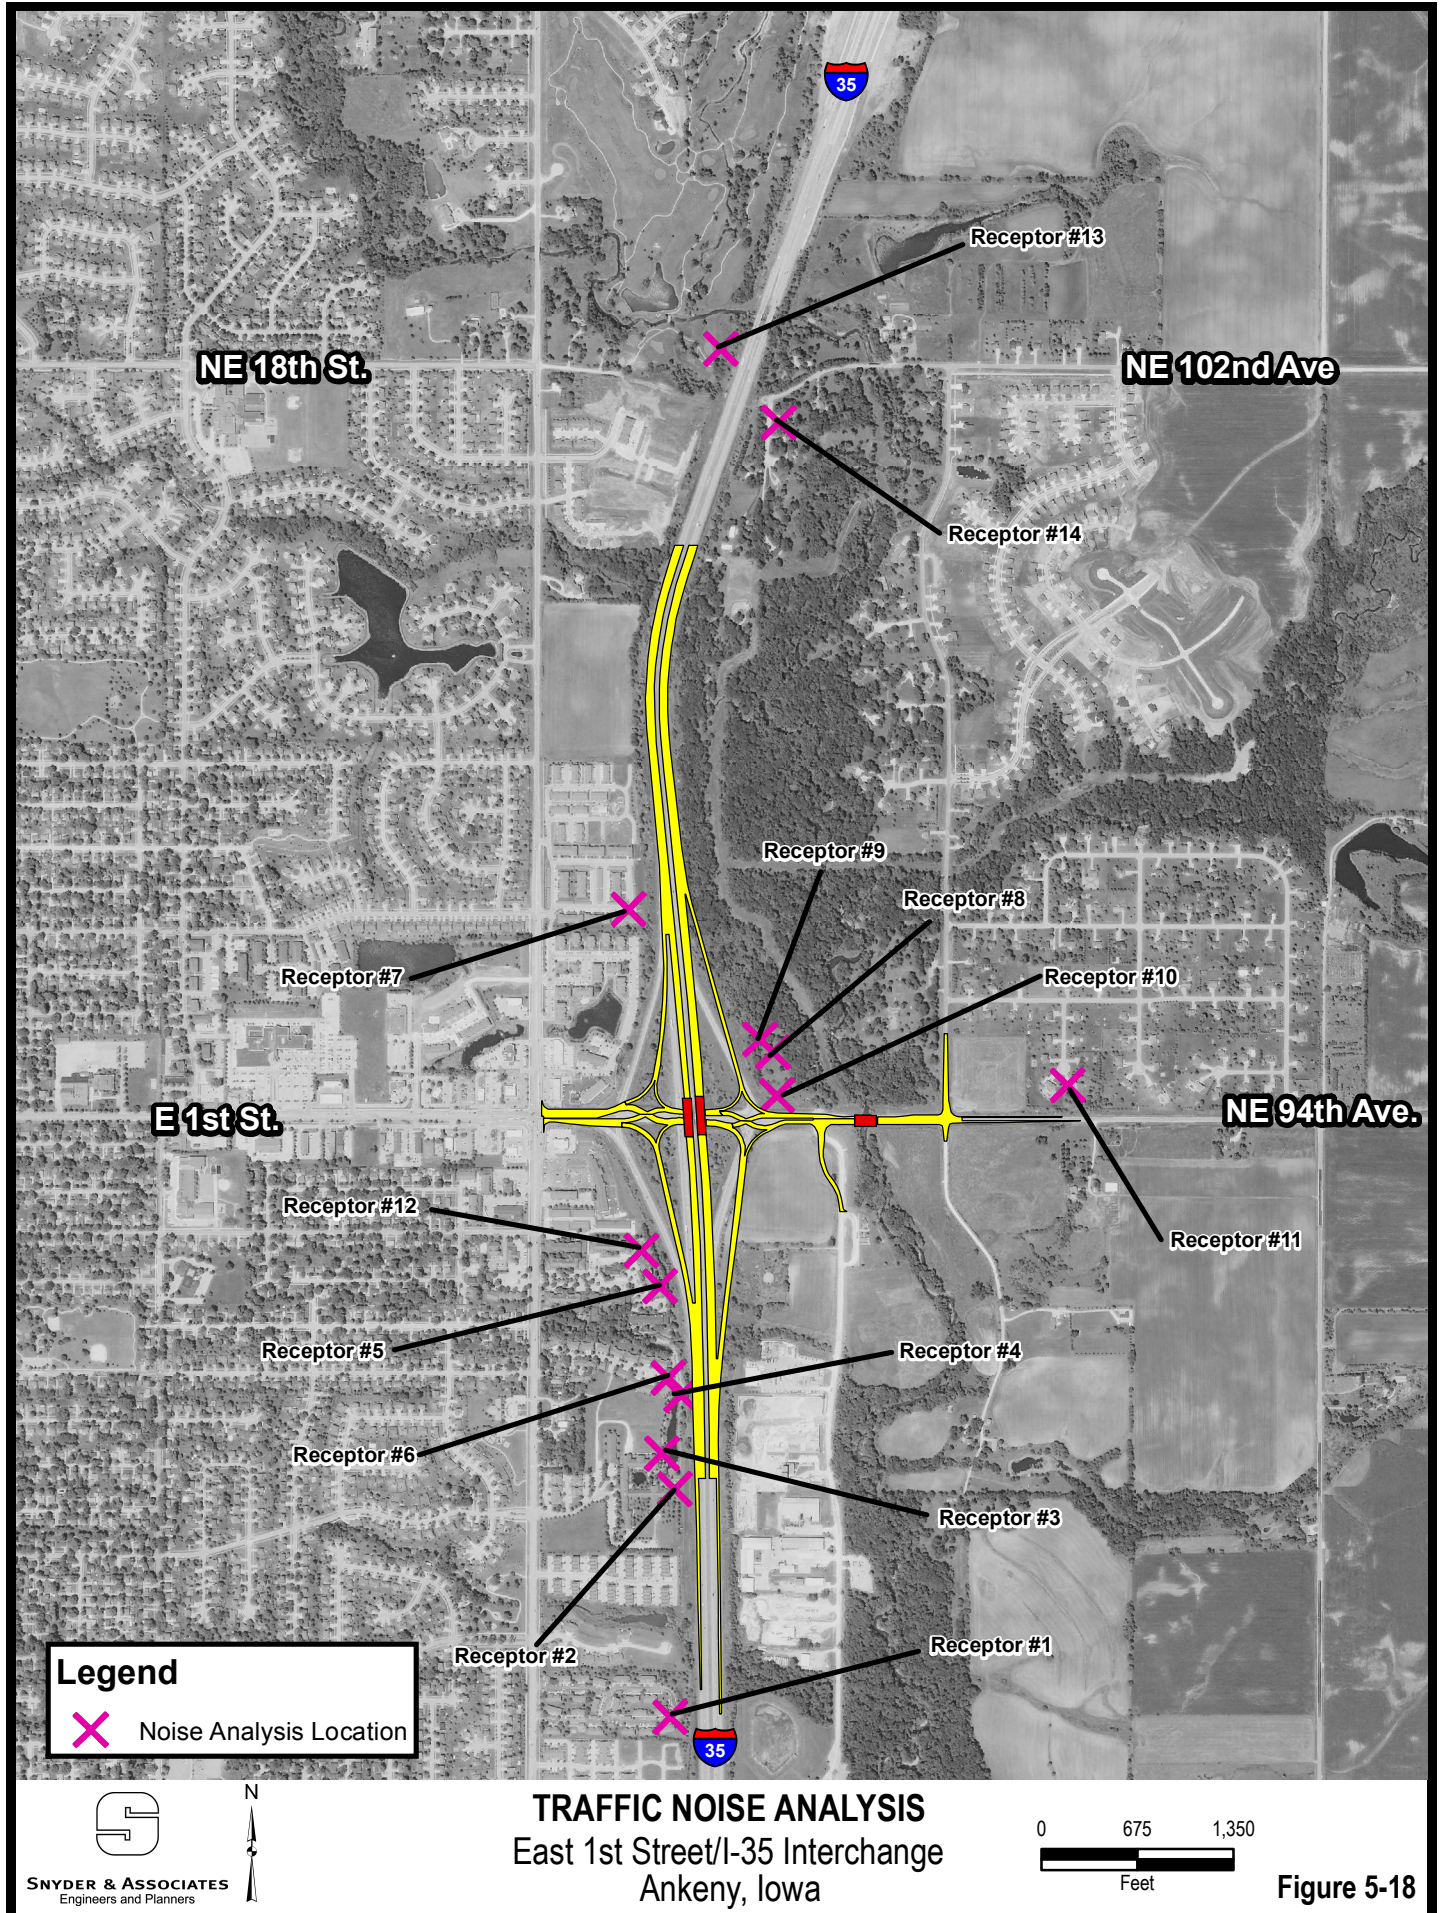 35
Receptor #13
NE 18th St.
NE 102nd Ave
Receptor #14
Receptor #9
Receptor #8
Receptor #7
Receptor #10
E 1st St.
NE 94th Ave.
Receptor #12
Receptor #11
Receptor #5
Receptor #4
Receptor #6
Receptor #3
Receptor #2
Receptor #1
Legend
Noise Analysis Location
35
N
SNYDER & ASSOCIATES
Engineers and Planners
TRAFFIC NOISE ANALYSIS
East 1st Street/I-35 Interchange
Ankeny, Iowa
0 675 1,350
Feet
Figure 5-18